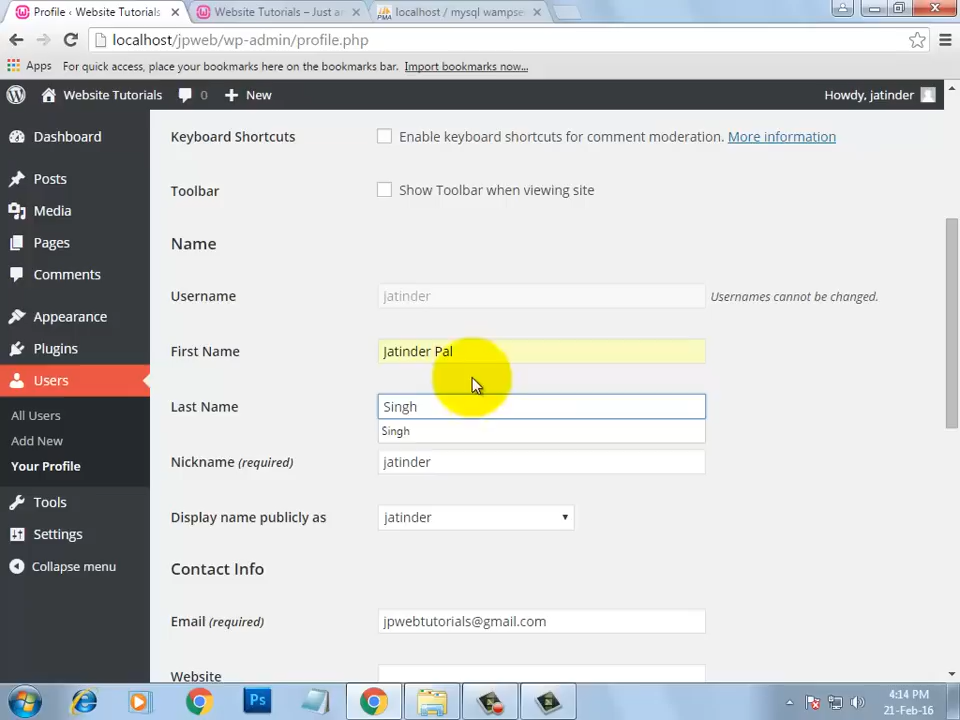 Profile ‹ Website Tutorials
Website Tutorials – Just a
localhost / mysql wampse
localhost/jpweb/wp-admin/profile.php
Apps For quick access, place your bookmarks here on the bookmarks bar. Import bookmarks now...
Website Tutorials 0 New Howdy, jatinder
Dashboard
Posts
Media
Pages
Comments
Appearance
Plugins
Users
All Users
Add New
Your Profile
Tools
Settings
Collapse menu
Keyboard Shortcuts Enable keyboard shortcuts for comment moderation. More information
Toolbar Show Toolbar when viewing site
Name
Username jatinder Usernames cannot be changed.
First Name Jatinder Pal
Last Name Singh
Singh
Nickname (required) jatinder
Display name publicly as jatinder
Contact Info
Email (required) jpwebtutorials@gmail.com
Website
PMA
Ps
4:14 PM
21-Feb-16